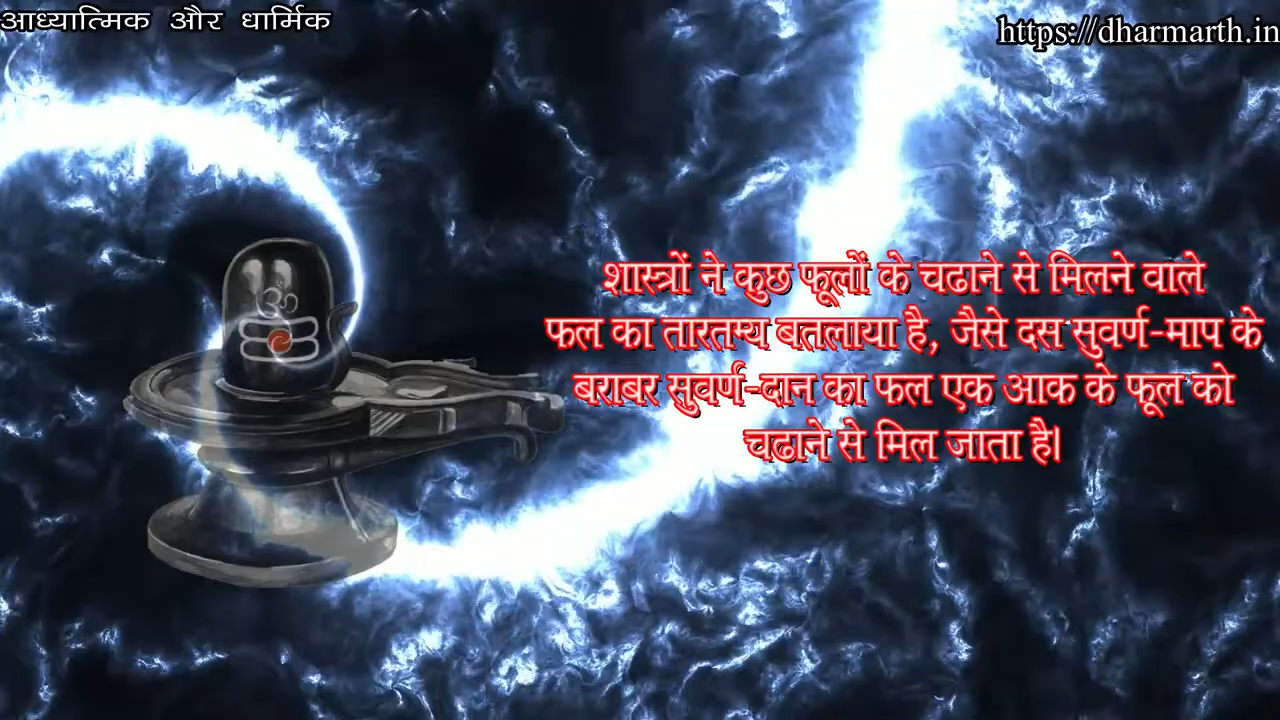 आध्यात्मिक और धार्मिक
https://dharmarth.in
शास्त्रों ने कुछ फूलों के चढाने से मिलने वाले
फल का तारतम्य बतलाया है, जैसे दस सुवर्ण-माप के
बराबर सुवर्ण-दान का फल एक आक के फूल को
चढाने से मिल जाता है।
ॐ